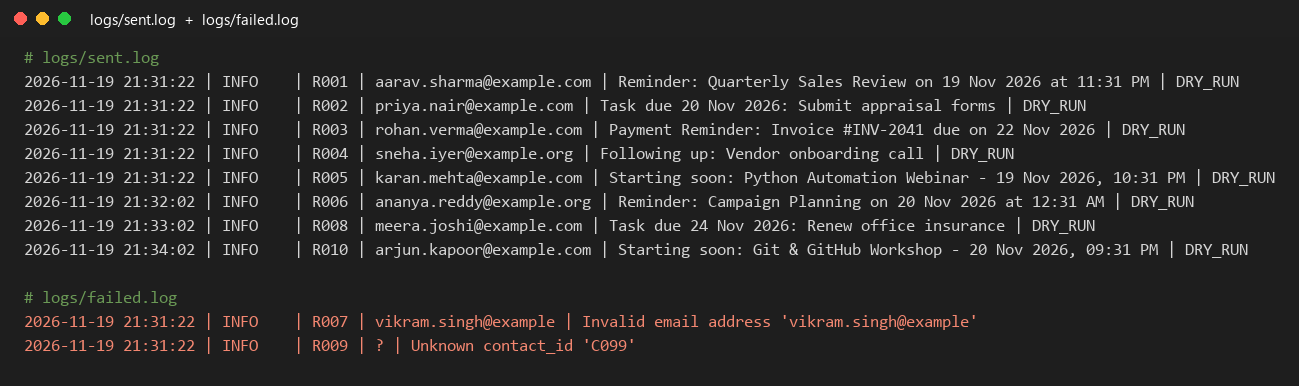 logs/sent.log + logs/failed.log
# logs/sent.log
2026-11-19 21:31:22 | INFO    | R001 | aarav.sharma@example.com | Reminder: Quarterly Sales Review on 19 Nov 2026 at 11:31 PM | DRY_RUN
2026-11-19 21:31:22 | INFO    | R002 | priya.nair@example.com | Task due 20 Nov 2026: Submit appraisal forms | DRY_RUN
2026-11-19 21:31:22 | INFO    | R003 | rohan.verma@example.com | Payment Reminder: Invoice #INV-2041 due on 22 Nov 2026 | DRY_RUN
2026-11-19 21:31:22 | INFO    | R004 | sneha.iyer@example.org | Following up: Vendor onboarding call | DRY_RUN
2026-11-19 21:31:22 | INFO    | R005 | karan.mehta@example.com | Starting soon: Python Automation Webinar - 19 Nov 2026, 10:31 PM | DRY_RUN
2026-11-19 21:32:02 | INFO    | R006 | ananya.reddy@example.org | Reminder: Campaign Planning on 20 Nov 2026 at 12:31 AM | DRY_RUN
2026-11-19 21:33:02 | INFO    | R008 | meera.joshi@example.com | Task due 24 Nov 2026: Renew office insurance | DRY_RUN
2026-11-19 21:34:02 | INFO    | R010 | arjun.kapoor@example.com | Starting soon: Git & GitHub Workshop - 20 Nov 2026, 09:31 PM | DRY_RUN
# logs/failed.log
2026-11-19 21:31:22 | INFO    | R007 | vikram.singh@example | Invalid email address 'vikram.singh@example'
2026-11-19 21:31:22 | INFO    | R009 | ? | Unknown contact_id 'C099'